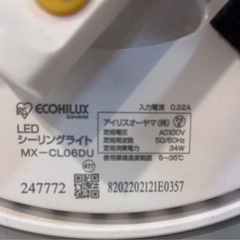 ECOHILUX
LED
シーリングライト
MX-CL06DU
入力電流 0.32A
アイリスオーヤマ(株)
定格電圧 AC100V
定格周波数 50/60Hz
定格消費電力 34W
使用環境温度 5~35℃
247772
8202202121E0357